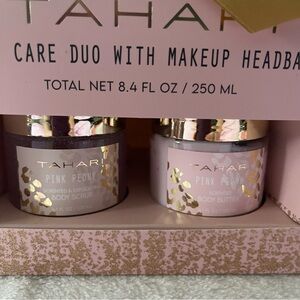 TAHARI
CARE DUO WITH MAKEUP HEADBA
TOTAL NET 8.4 FL OZ / 250 ML
TAHARI
PINK PEONY
BODY SCRUB
TAHARI
PINK PEONY
BODY BUTTER